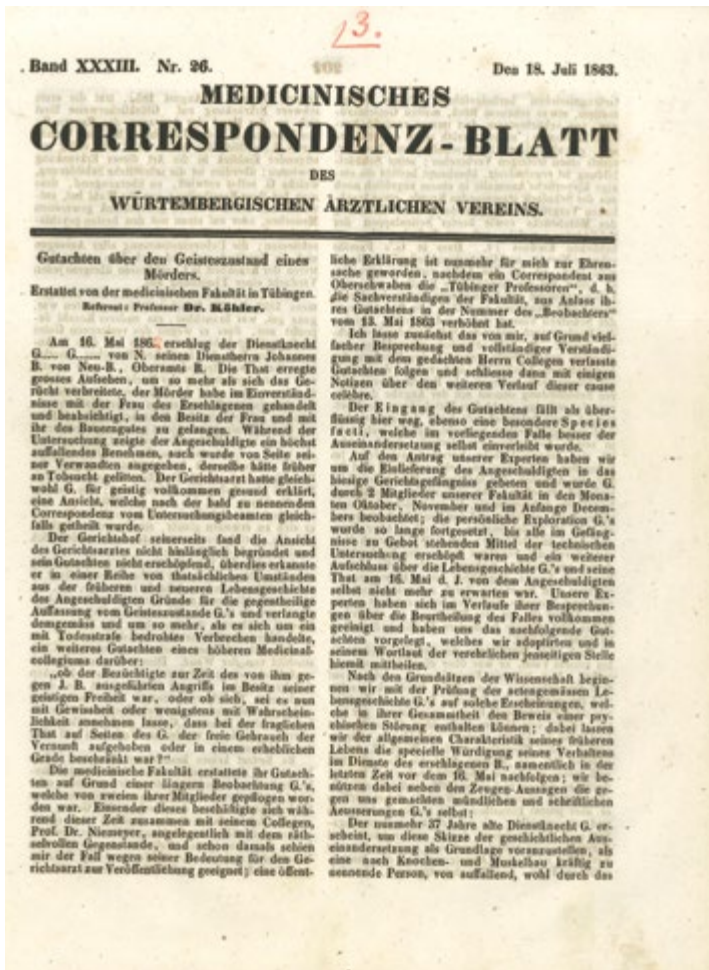 13.
Band XXXIII. Nr. 26.
Den 18. Juli 1863.
MEDICINISCHES
CORRESPONDENZ-BLATT
DES
WÜRTEMBERGISCHEN ÄRZTLICHEN VEREINS.
Gutachten über den Geisteszustand eines
Mörders.
Erstattet von der medicinischen Fakultät in Tübingen.
Referent: Professor Dr. Köhler.
Am 16. Mai 186 erschlug der Dienstknecht
G..... G....... von N. seinen Dienstherrn Johannes
B. von Neu-B., Oberamts R. Die That erregte
grosses Aufsehen, um so mehr als sich das Ge-
rücht verbreitete, der Mörder habe im Einverständ-
nisse mit der Frau des Erschlagenen gehandelt
und beabsichtigt, in den Besitz der Frau und mit
ihr des Bauernguts zu gelangen. Während der
Untersuchung zeigte der Angeschuldigte ein höchst
auffallendes Benehmen, auch wurde von Seite sei-
ner Verwandten angegeben, derselbe hätte früher
an Tobsucht gelitten. Der Gerichtsarzt hatte gleich-
wohl G. für geistig vollkommen gesund erklärt,
eine Ansicht, welche nach der bald zu nennenden
Correspondenz vom Untersuchungsbeamten gleich-
falls getheilt wurde.
Der Gerichtshof seinerseits fand die Ansicht
des Gerichtsarztes nicht hinlänglich begründet und
sein Gutachten nicht erschöpfend, überdies erkannte
er in einer Reihe von thatsächlichen Umständen
aus der früheren und neueren Lebensgeschichte
des Angeschuldigten Gründe für die gegentheilige
Auffassung vom Geisteszustande G.'s und verlangte
demgemäss und um so mehr, als es sich um ein
mit Todesstrafe bedrohtes Verbrechen handelte,
ein weiteres Gutachten eines höheren Medicinal-
collegiums darüber:
„ob der Bezüchtigte zur Zeit des von ihm ge-
gen J. B. ausgeführten Angriffs im Besitz seiner
geistigen Freiheit war, oder ob sich, sei es nun
mit Gewissheit oder wenigstens mit Wahrschein-
lichkeit annehmen lasse, dass bei der fraglichen
That auf Seiten des G. der freie Gebrauch der
Vernunft aufgehoben oder in einem erheblichen
Grade beschränkt war?"
Die medicinische Fakultät erstattete ihr Gutach-
ten auf Grund einer längern Beobachtung G.'s,
welche von zweien ihrer Mitglieder gepflogen wor-
den war. Einsender dieses beschäftigte sich wäh-
rend dieser Zeit zusammen mit seinem Collegen,
Prof. Dr. Niemeyer, angelegentlich mit dem räth-
selvollen Gegenstande, und schon damals schien
mir der Fall wegen seiner Bedeutung für den Ge-
richtsarzt zur Veröffentlichung geeignet; eine öffent-
liche Erklärung ist nunmehr für mich zur Ehren-
sache geworden, nachdem ein Correspondent aus
Oberschwaben die „Tübinger Professoren", d. h.
die Sachverständigen der Fakultät, aus Anlass ih-
res Gutachtens in der Nummer des „Beobachters"
vom 13. Mai 1863 verhöhnt hat.
Ich lasse zunächst das von mir, auf Grund viel-
facher Besprechung und vollständiger Verständi-
gung mit dem gedachten Herrn Collegen verfasste
Gutachten folgen und schliesse dann mit einigen
Notizen über den weiteren Verlauf dieser cause
célèbre.
Der Eingang des Gutachtens fällt als über-
flüssig hier weg, ebenso eine besondere Species
facti, welche im vorliegenden Falle besser der
Auseinandersetzung selbst einverleibt wurde.
Auf den Antrag unserer Experten haben wir
um die Einlieferung des Angeschuldigten in das
hiesige Gerichtsgefängniss gebeten und wurde G.
durch 2 Mitglieder unserer Fakultät in den Mona-
ten Oktober, November und im Anfange Decem-
bers beobachtet; die persönliche Exploration G.'s
wurde so lange fortgesetzt, bis alle im Gefäng-
nisse zu Gebot stehenden Mittel der technischen
Untersuchung erschöpft waren und ein weiterer
Aufschluss über die Lebensgeschichte G.'s und seine
That am 16. Mai d. J. von dem Angeschuldigten
selbst nicht mehr zu erwarten war. Unsere Ex-
perten haben sich im Verlaufe ihrer Besprechun-
gen über die Beurtheilung des Falles vollkommen
geeinigt und haben uns das nachfolgende Gut-
achten vorgelegt, welches wir adoptirten und in
seinem Wortlaut der verehrlichen jenseitigen Stelle
hiemit mittheilen.
Nach den Grundsätzen der Wissenschaft begin-
nen wir mit der Prüfung der actengemässen Le-
bensgeschichte G.'s auf solche Erscheinungen, wel-
che in ihrer Gesammtheit den Beweis einer psy-
chischen Störung enthalten können; dabei lassen
wir der allgemeinen Charakteristik seines früheren
Lebens die specielle Würdigung seines Verhaltens
im Dienste des erschlagenen B., namentlich in der
letzten Zeit vor dem 16. Mai nachfolgen; wir be-
nützen dabei neben den Zeugen-Aussagen die ge-
gen uns gemachten mündlichen und schriftlichen
Aeusserungen G.'s selbst:
Der nunmehr 37 Jahre alte Dienstknecht G. er-
scheint, um diese Skizze der geschichtlichen Aus-
einandersetzung als Grundlage voranzustellen, als
eine nach Knochen- und Muskelbau kräftig zu
nennende Person, von auffallend, wohl durch das